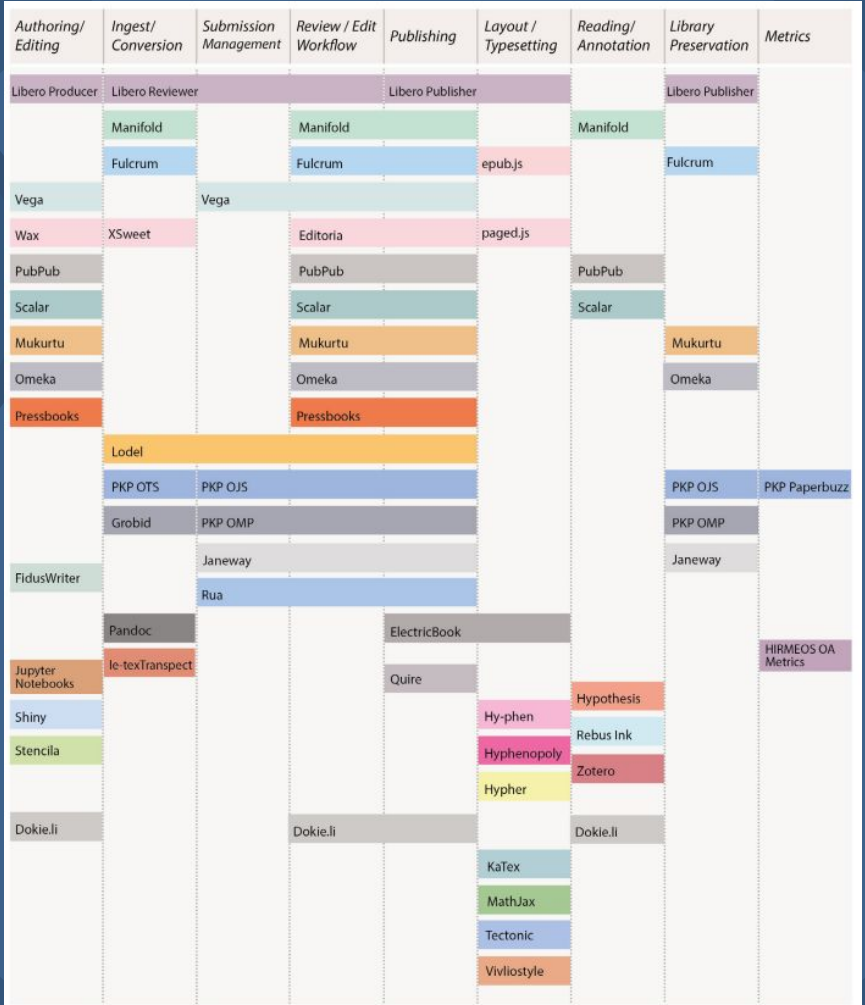 Authoring/ Editing
Ingest/ Conversion
Submission Management
Review / Edit Workflow
Publishing
Layout / Typesetting
Reading/ Annotation
Library Preservation
Metrics
Libero Producer Libero Reviewer Libero Publisher Libero Publisher
Manifold Manifold Manifold
Fulcrum Fulcrum epub.js Fulcrum
Vega Vega
Wax XSweet Editoria paged.js
PubPub PubPub PubPub
Scalar Scalar Scalar
Mukurtu Mukurtu Mukurtu
Omeka Omeka Omeka
Pressbooks Pressbooks
Lodel
PKP OTS PKP OJS PKP OJS PKP Paperbuzz
Grobid PKP OMP PKP OMP
Janeway Janeway
FidusWriter
Rua
Pandoc ElectricBook
HIRMEOS OA Metrics
le-texTranspect
Jupyter Notebooks
Quire
Hypothesis
Shiny Hy-phen
Rebus Ink
Stencila Hyphenopoly
Zotero
Hypher
Dokie.li Dokie.li Dokie.li
KaTex
MathJax
Tectonic
Vivliostyle